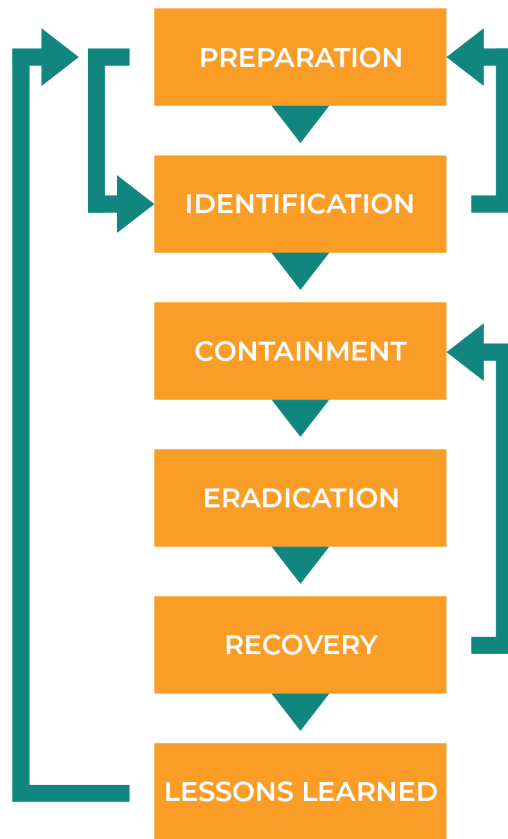 PREPARATION
IDENTIFICATION
CONTAINMENT
ERADICATION
RECOVERY
LESSONS LEARNED